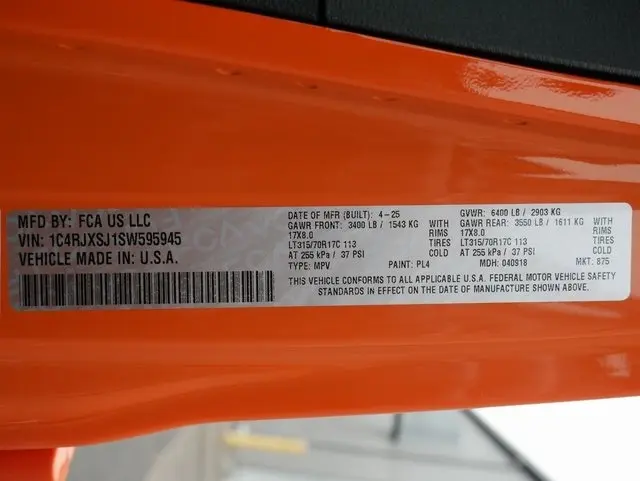 MFD BY: FCA US LLC
VIN: 1C4RJXSJ1SW595945
VEHICLE MADE IN: U.S.A.
DATE OF MFR (BUILT): 4-25
GAWR FRONT: 3400 LB / 1543 KG WITH
17X8.0 RIMS
LT315/70R17C 113 TIRES
AT 255 kPa / 37 PSI COLD
TYPE: MPV PAINT: PL4
GVWR: 6400 LB / 2903 KG
GAWR REAR: 3550 LB / 1611 KG WITH
17X8.0 RIMS
LT315/70R17C 113 TIRES
AT 255 kPa / 37 PSI COLD
MDH: 040918 MKT: 875
THIS VEHICLE CONFORMS TO ALL APPLICABLE U.S.A. FEDERAL MOTOR VEHICLE SAFETY
STANDARDS IN EFFECT ON THE DATE OF MANUFACTURE SHOWN ABOVE.